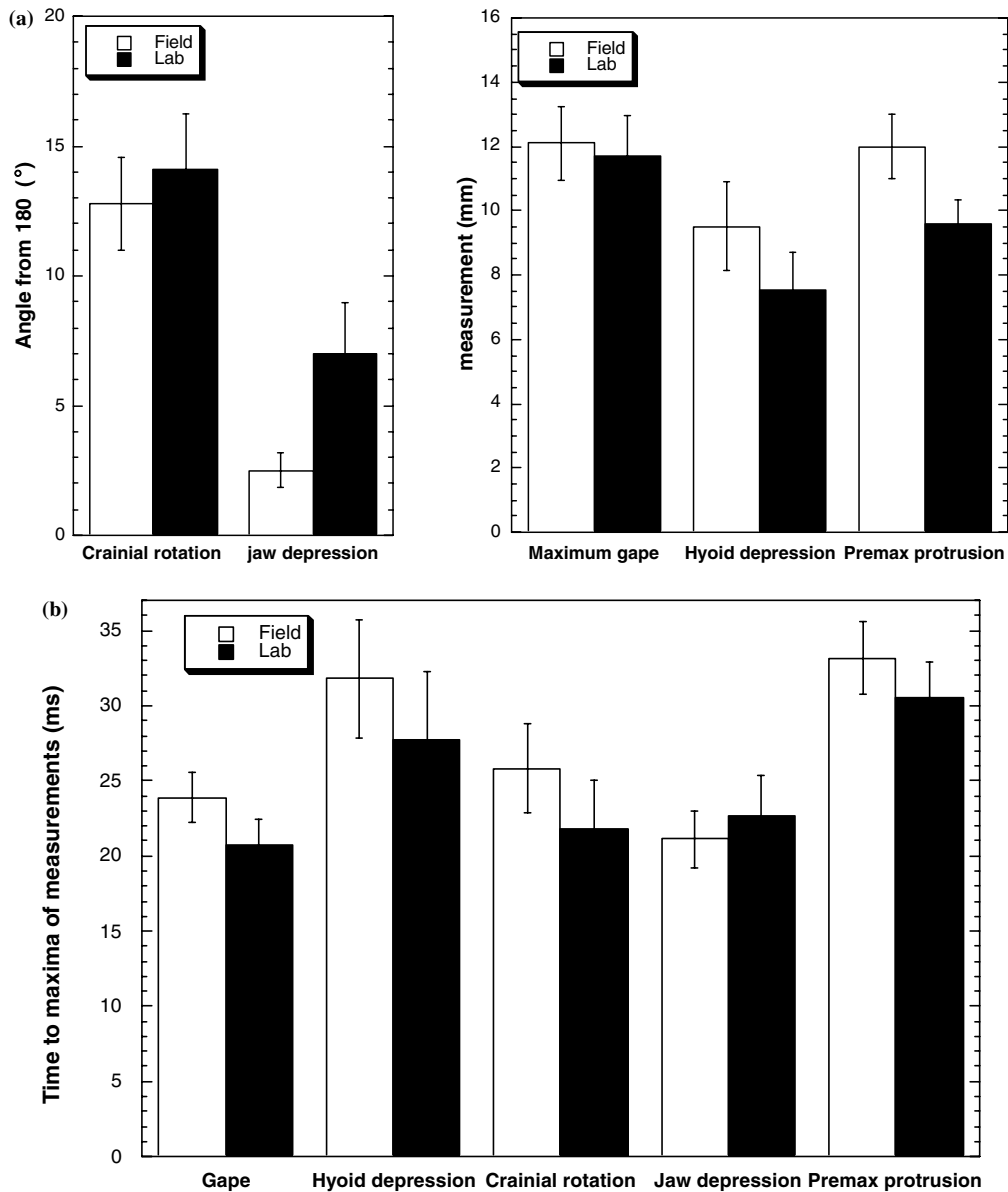 (a)
20
15
10
5
0
Angle from 180 (°)
Field
Lab
Crainial rotation
jaw depression
16
14
12
10
8
6
4
2
0
measurement (mm)
Field
Lab
Maximum gape
Hyoid depression
Premax protrusion
(b)
35
30
25
20
15
10
5
0
Time to maxima of measurements (ms)
Field
Lab
Gape
Hyoid depression
Crainial rotation
Jaw depression
Premax protrusion